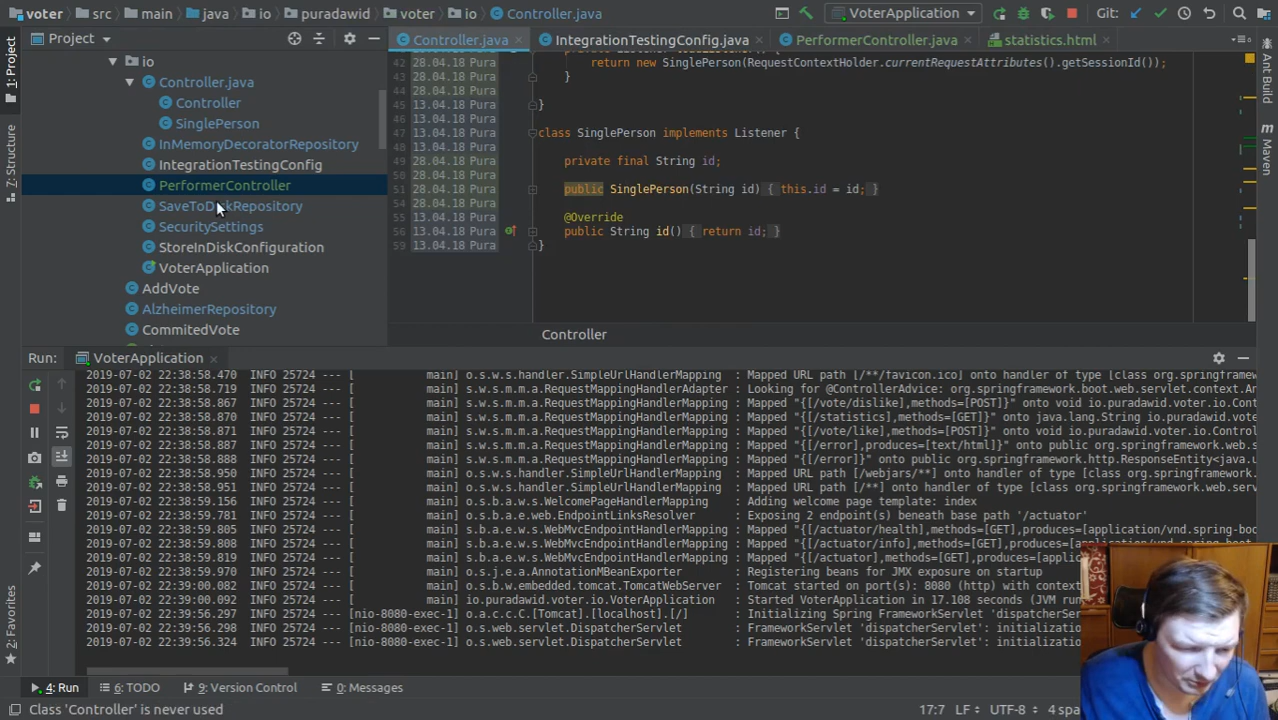 voter src main java io puradawid voter io Controller.java VoterApplication Git:
1: Project
7: Structure
2: Favorites
Ant Build
Maven
Project
io
Controller.java
Controller
SinglePerson
InMemoryDecoratorRepository
IntegrationTestingConfig
PerformerController
SaveToDiskRepository
SecuritySettings
StoreInDiskConfiguration
VoterApplication
AddVote
AlzheimerRepository
CommitedVote
Controller.java IntegrationTestingConfig.java PerformerController.java statistics.html
42 28.04.18 Pura return new SinglePerson(RequestContextHolder.currentRequestAttributes().getSessionId());
43 28.04.18 Pura }
44 28.04.18 Pura
45 28.04.18 Pura }
46 13.04.18 Pura
47 13.04.18 Pura class SinglePerson implements Listener {
48 13.04.18 Pura
49 28.04.18 Pura private final String id;
50 28.04.18 Pura
51 28.04.18 Pura public SinglePerson(String id) { this.id = id; }
54 28.04.18 Pura
55 13.04.18 Pura @Override
56 13.04.18 Pura public String id() { return id; }
59 13.04.18 Pura }
Controller
Run: VoterApplication
2019-07-02 22:38:58.470 INFO 25724 --- [ main] o.s.w.s.handler.SimpleUrlHandlerMapping : Mapped URL path [/**/favicon.ico] onto handler of type [class org.springframework
2019-07-02 22:38:58.719 INFO 25724 --- [ main] s.w.s.m.m.a.RequestMappingHandlerAdapter : Looking for @ControllerAdvice: org.springframework.boot.web.servlet.context.An
2019-07-02 22:38:58.867 INFO 25724 --- [ main] s.w.s.m.m.a.RequestMappingHandlerMapping : Mapped "{[/vote/dislike],methods=[POST]}" onto void io.puradawid.voter.io.Cont
2019-07-02 22:38:58.870 INFO 25724 --- [ main] s.w.s.m.m.a.RequestMappingHandlerMapping : Mapped "{[/statistics],methods=[GET]}" onto java.lang.String io.puradawid.voter
2019-07-02 22:38:58.871 INFO 25724 --- [ main] s.w.s.m.m.a.RequestMappingHandlerMapping : Mapped "{[/vote/like],methods=[POST]}" onto void io.puradawid.voter.io.Control
2019-07-02 22:38:58.887 INFO 25724 --- [ main] s.w.s.m.m.a.RequestMappingHandlerMapping : Mapped "{[/error],produces=[text/html]}" onto public org.springframework.web.s
2019-07-02 22:38:58.888 INFO 25724 --- [ main] s.w.s.m.m.a.RequestMappingHandlerMapping : Mapped "{[/error]}" onto public org.springframework.http.ResponseEntity<java.u
2019-07-02 22:38:58.950 INFO 25724 --- [ main] o.s.w.s.handler.SimpleUrlHandlerMapping : Mapped URL path [/webjars/**] onto handler of type [class org.springframework.w
2019-07-02 22:38:58.951 INFO 25724 --- [ main] o.s.w.s.handler.SimpleUrlHandlerMapping : Mapped URL path [/**] onto handler of type [class org.springframework.web.serv
2019-07-02 22:38:59.156 INFO 25724 --- [ main] o.s.b.a.w.s.WelcomePageHandlerMapping : Adding welcome page template: index
2019-07-02 22:38:59.781 INFO 25724 --- [ main] o.s.b.a.e.web.EndpointLinksResolver : Exposing 2 endpoint(s) beneath base path '/actuator'
2019-07-02 22:38:59.805 INFO 25724 --- [ main] s.b.a.e.w.s.WebMvcEndpointHandlerMapping : Mapped "{[/actuator/health],methods=[GET],produces=[application/vnd.spring-boo
2019-07-02 22:38:59.808 INFO 25724 --- [ main] s.b.a.e.w.s.WebMvcEndpointHandlerMapping : Mapped "{[/actuator/info],methods=[GET],produces=[application/vnd.spring-boot.
2019-07-02 22:38:59.819 INFO 25724 --- [ main] s.b.a.e.w.s.WebMvcEndpointHandlerMapping : Mapped "{[/actuator],methods=[GET],produces=[applic
2019-07-02 22:38:59.970 INFO 25724 --- [ main] o.s.j.e.a.AnnotationMBeanExporter : Registering beans for JMX exposure on startup
2019-07-02 22:39:00.082 INFO 25724 --- [ main] o.s.b.w.embedded.tomcat.TomcatWebServer : Tomcat started on port(s): 8080 (http) with context
2019-07-02 22:39:00.092 INFO 25724 --- [ main] io.puradawid.voter.io.VoterApplication : Started VoterApplication in 17.108 seconds (JVM run
2019-07-02 22:39:56.297 INFO 25724 --- [nio-8080-exec-1] o.a.c.c.C.[Tomcat].[localhost].[/] : Initializing Spring FrameworkServlet 'dispatcherSer
2019-07-02 22:39:56.298 INFO 25724 --- [nio-8080-exec-1] o.s.web.servlet.DispatcherServlet : FrameworkServlet 'dispatcherServlet': initializatio
2019-07-02 22:39:56.324 INFO 25724 --- [nio-8080-exec-1] o.s.web.servlet.DispatcherServlet : FrameworkServlet 'dispatcherServlet': initializati
4: Run 6: TODO 9: Version Control 0: Messages
Class 'Controller' is never used 17:7 LF UTF-8 4 spa